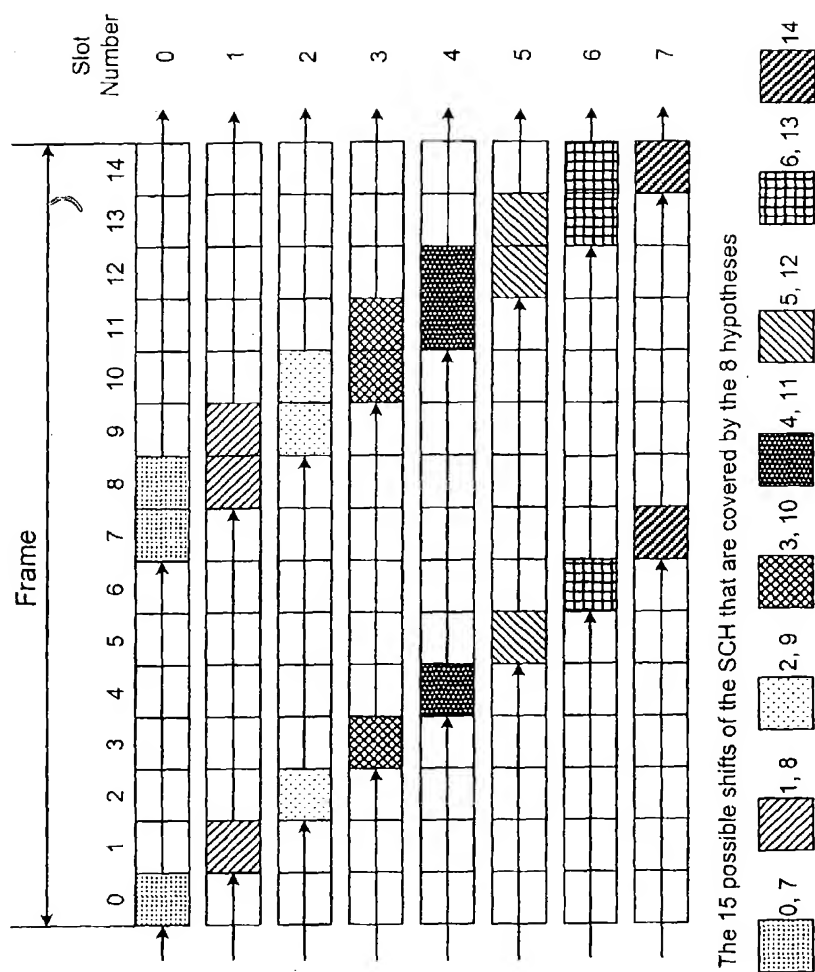 Frame
Slot
Number
0 1 2 3 4 5 6 7 8 9 10 11 12 13 14
0
1
2
3
4
5
6
7
The 15 possible shifts of the SCH that are covered by the 8 hypotheses
0, 7 1, 8 2, 9 3, 10 4, 11 5, 12 6, 13 14